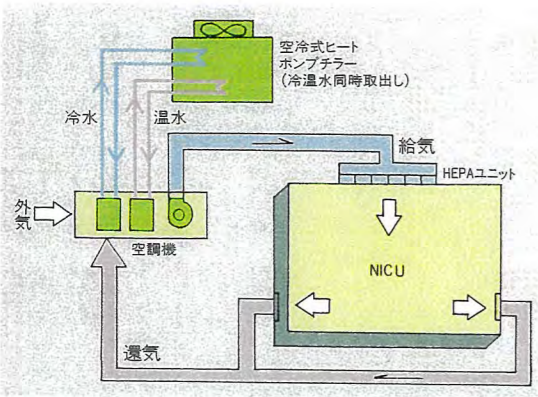 空冷式ヒート
ポンプチラー
(冷温水同時取出し)
冷水
温水
給気
HEPAユニット
外気
空調機
NICU
還気